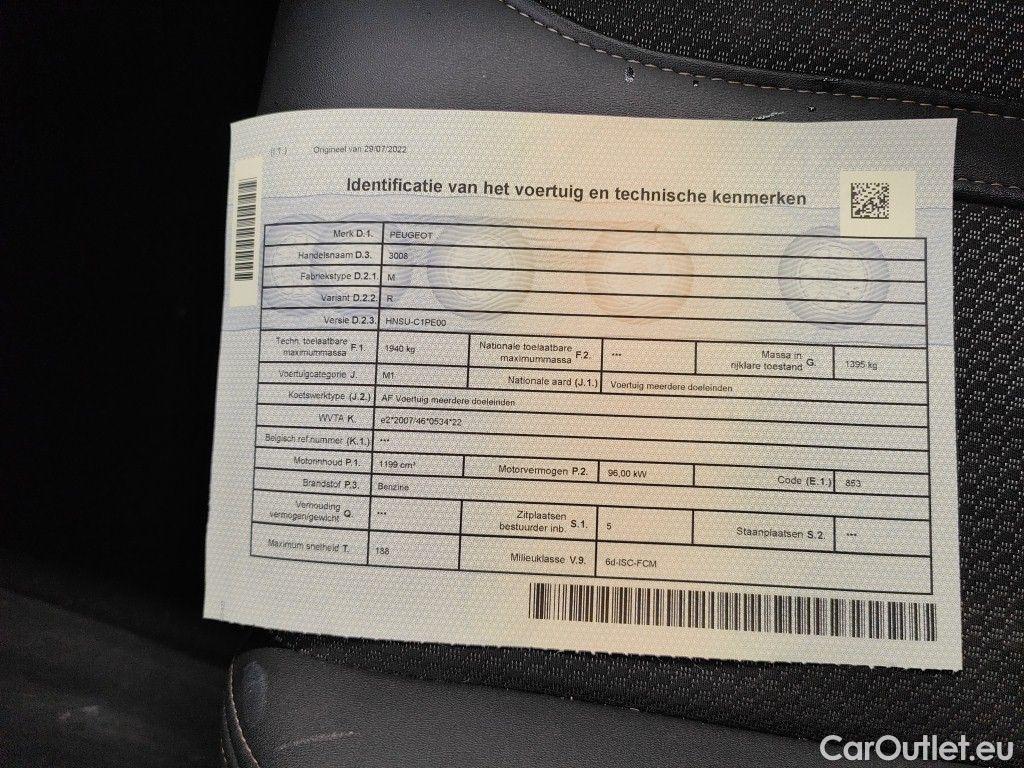 (I.T.) Origineel van 29/07/2022
Identificatie van het voertuig en technische kenmerken
Merk D.1. PEUGEOT
Handelsnaam D.3. 3008
Fabriekstype D.2.1. M
Variant D.2.2. R
Versie D.2.3. HNSU-C1PE00
Techn. toelaatbare maximummassa F.1. 1940 kg Nationale toelaatbare maximummassa F.2. *** Massa in rijklare toestand G. 1395 kg
Voertuigcategorie J. M1 Nationale aard (J.1.) Voertuig meerdere doeleinden
Koetswerktype (J.2.) AF Voertuig meerdere doeleinden
WVTA K. e2*2007/46*0534*22
Belgisch ref.nummer (K.1.) ***
Motorinhoud P.1. 1199 cm³ Motorvermogen P.2. 96,00 kW Code (E.1.) 853
Brandstof P.3. Benzine
Verhouding vermogen/gewicht Q. *** Zitplaatsen bestuurder inb. S.1. 5 Staanplaatsen S.2. ***
Maximum snelheid T. 188 Milieuklasse V.9. 6d-ISC-FCM
CarOutlet.eu